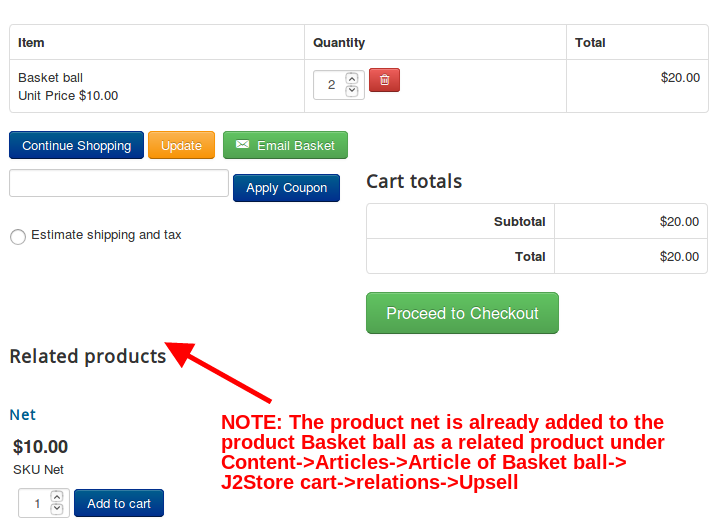 Item Quantity Total
Basket ball 2 $20.00
Unit Price $10.00
Continue Shopping Update Email Basket
Apply Coupon
Cart totals
Estimate shipping and tax
Subtotal $20.00
Total $20.00
Proceed to Checkout
Related products
Net
$10.00
SKU Net
1 Add to cart
NOTE: The product net is already added to the
product Basket ball as a related product under
Content->Articles->Article of Basket ball->
J2Store cart->relations->Upsell